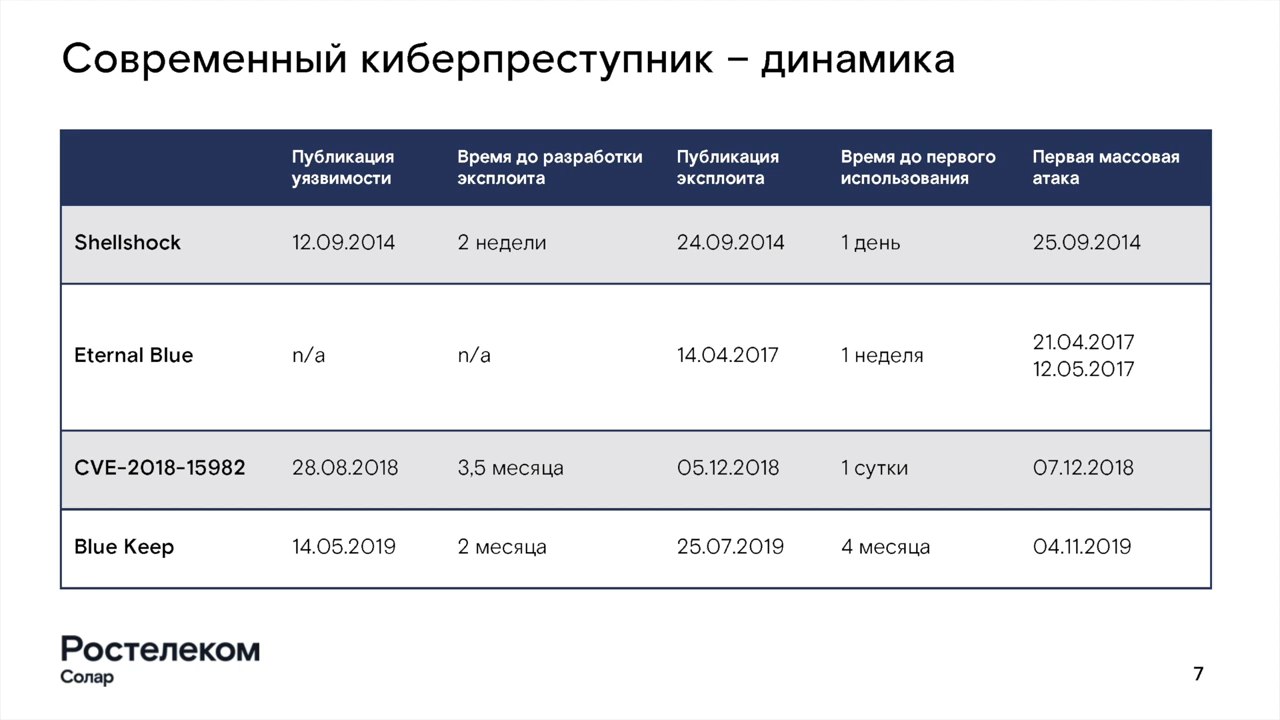 Современный киберпреступник – динамика
Публикация уязвимости
Время до разработки эксплоита
Публикация эксплоита
Время до первого использования
Первая массовая атака
Shellshock 12.09.2014 2 недели 24.09.2014 1 день 25.09.2014
Eternal Blue n/a n/a 14.04.2017 1 неделя 21.04.2017
12.05.2017
CVE-2018-15982 28.08.2018 3,5 месяца 05.12.2018 1 сутки 07.12.2018
Blue Keep 14.05.2019 2 месяца 25.07.2019 4 месяца 04.11.2019
Ростелеком
Солар
7